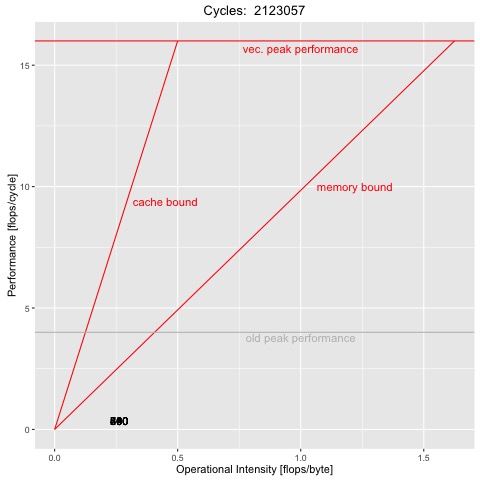 Cycles: 2123057
15
vec. peak performance
10
memory bound
cache bound
5
old peak performance
0
0.0
0.5
1.0
1.5
Performance [flops/cycle]
Operational Intensity [flops/byte]